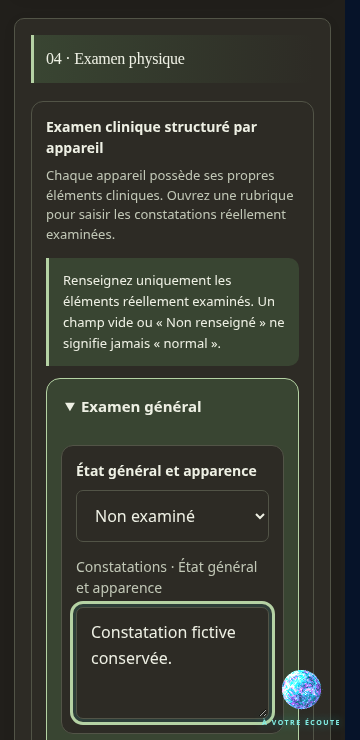 04 · Examen physique
Examen clinique structuré par
appareil
Chaque appareil possède ses propres
éléments cliniques. Ouvrez une rubrique
pour saisir les constatations réellement
examinées.
Renseignez uniquement les
éléments réellement examinés. Un
champ vide ou « Non renseigné » ne
signifie jamais « normal ».
▼ Examen général
État général et apparence
Non examiné
Constatations · État général
et apparence
Constatation fictive
conservée.
À VOTRE ÉCOUTE